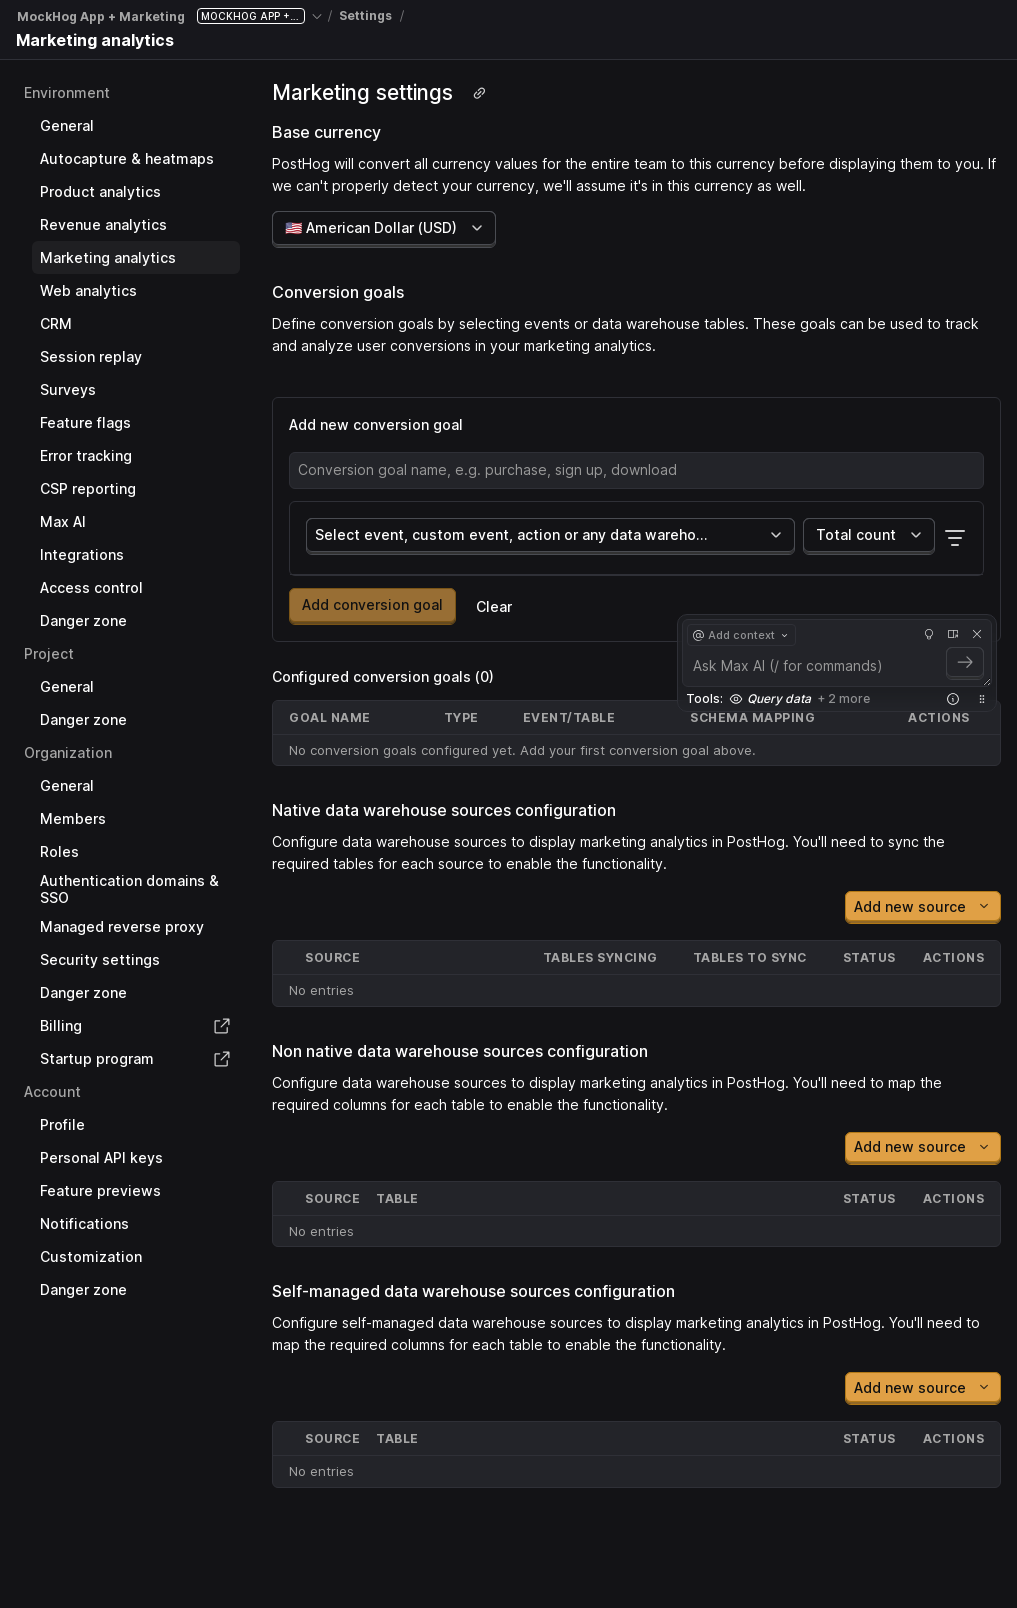 MockHog App + Marketing MOCKHOG APP +... / Settings /
Marketing analytics
Environment
General
Autocapture & heatmaps
Product analytics
Revenue analytics
Marketing analytics
Web analytics
CRM
Session replay
Surveys
Feature flags
Error tracking
CSP reporting
Max AI
Integrations
Access control
Danger zone
Project
General
Danger zone
Organization
General
Members
Roles
Authentication domains &
SSO
Managed reverse proxy
Security settings
Danger zone
Billing
Startup program
Account
Profile
Personal API keys
Feature previews
Notifications
Customization
Danger zone
Marketing settings
Base currency
PostHog will convert all currency values for the entire team to this currency before displaying them to you. If
we can't properly detect your currency, we'll assume it's in this currency as well.
🇺🇸 American Dollar (USD)
Conversion goals
Define conversion goals by selecting events or data warehouse tables. These goals can be used to track
and analyze user conversions in your marketing analytics.
Add new conversion goal
Conversion goal name, e.g. purchase, sign up, download
Select event, custom event, action or any data wareho... Total count
Add conversion goal Clear
@ Add context
Ask Max AI (/ for commands)
Tools: Query data + 2 more
Configured conversion goals (0)
GOAL NAME TYPE EVENT/TABLE SCHEMA MAPPING ACTIONS
No conversion goals configured yet. Add your first conversion goal above.
Native data warehouse sources configuration
Configure data warehouse sources to display marketing analytics in PostHog. You'll need to sync the
required tables for each source to enable the functionality.
Add new source
SOURCE TABLES SYNCING TABLES TO SYNC STATUS ACTIONS
No entries
Non native data warehouse sources configuration
Configure data warehouse sources to display marketing analytics in PostHog. You'll need to map the
required columns for each table to enable the functionality.
Add new source
SOURCE TABLE STATUS ACTIONS
No entries
Self-managed data warehouse sources configuration
Configure self-managed data warehouse sources to display marketing analytics in PostHog. You'll need to
map the required columns for each table to enable the functionality.
Add new source
SOURCE TABLE STATUS ACTIONS
No entries